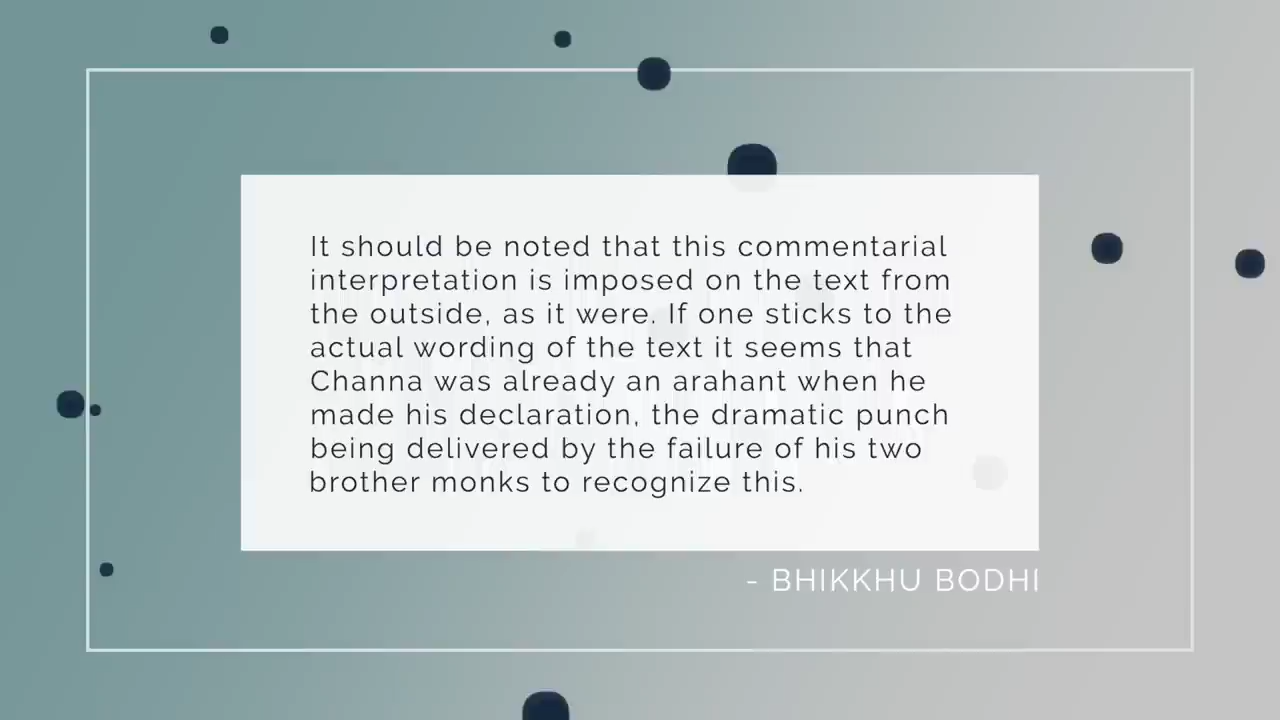 It should be noted that this commentarial
interpretation is imposed on the text from
the outside, as it were. If one sticks to the
actual wording of the text it seems that
Channa was already an arahant when he
made his declaration, the dramatic punch
being delivered by the failure of his two
brother monks to recognize this.
- BHIKKHU BODHI